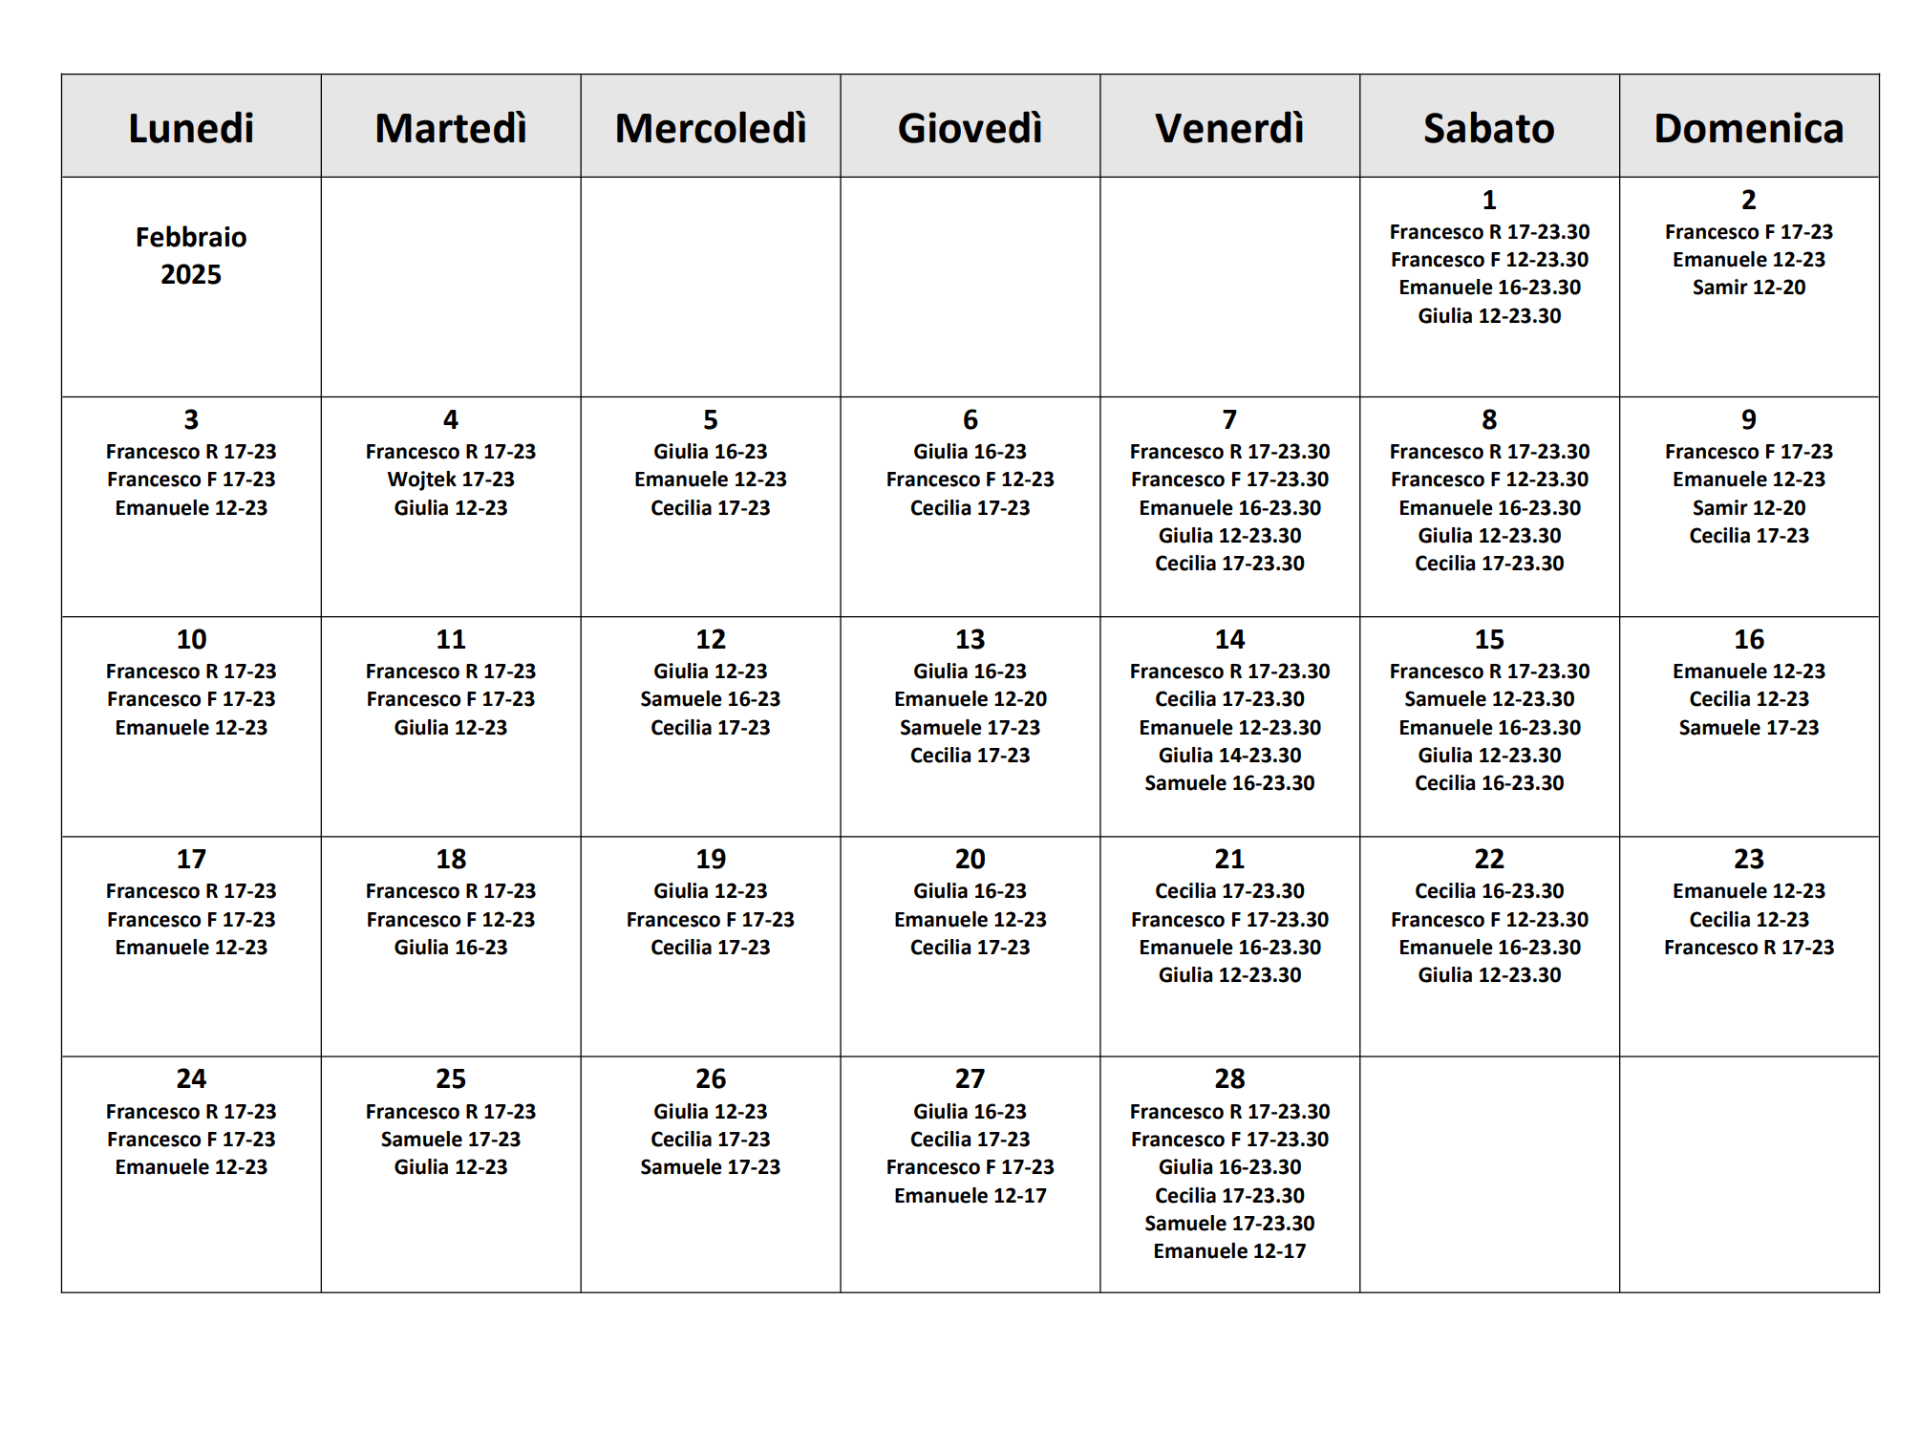 Lunedi Martedì Mercoledì Giovedì Venerdì Sabato Domenica
Febbraio
2025
1
Francesco R 17-23.30
Francesco F 12-23.30
Emanuele 16-23.30
Giulia 12-23.30
2
Francesco F 17-23
Emanuele 12-23
Samir 12-20
3
Francesco R 17-23
Francesco F 17-23
Emanuele 12-23
4
Francesco R 17-23
Wojtek 17-23
Giulia 12-23
5
Giulia 16-23
Emanuele 12-23
Cecilia 17-23
6
Giulia 16-23
Francesco F 12-23
Cecilia 17-23
7
Francesco R 17-23.30
Francesco F 17-23.30
Emanuele 16-23.30
Giulia 12-23.30
Cecilia 17-23.30
8
Francesco R 17-23.30
Francesco F 12-23.30
Emanuele 16-23.30
Giulia 12-23.30
Cecilia 17-23.30
9
Francesco F 17-23
Emanuele 12-23
Samir 12-20
Cecilia 17-23
10
Francesco R 17-23
Francesco F 17-23
Emanuele 12-23
11
Francesco R 17-23
Francesco F 17-23
Giulia 12-23
12
Giulia 12-23
Samuele 16-23
Cecilia 17-23
13
Giulia 16-23
Emanuele 12-20
Samuele 17-23
Cecilia 17-23
14
Francesco R 17-23.30
Cecilia 17-23.30
Emanuele 12-23.30
Giulia 14-23.30
Samuele 16-23.30
15
Francesco R 17-23.30
Samuele 12-23.30
Emanuele 16-23.30
Giulia 12-23.30
Cecilia 16-23.30
16
Emanuele 12-23
Cecilia 12-23
Samuele 17-23
17
Francesco R 17-23
Francesco F 17-23
Emanuele 12-23
18
Francesco R 17-23
Francesco F 12-23
Giulia 16-23
19
Giulia 12-23
Francesco F 17-23
Cecilia 17-23
20
Giulia 16-23
Emanuele 12-23
Cecilia 17-23
21
Cecilia 17-23.30
Francesco F 17-23.30
Emanuele 16-23.30
Giulia 12-23.30
22
Cecilia 16-23.30
Francesco F 12-23.30
Emanuele 16-23.30
Giulia 12-23.30
23
Emanuele 12-23
Cecilia 12-23
Francesco R 17-23
24
Francesco R 17-23
Francesco F 17-23
Emanuele 12-23
25
Francesco R 17-23
Samuele 17-23
Giulia 12-23
26
Giulia 12-23
Cecilia 17-23
Samuele 17-23
27
Giulia 16-23
Cecilia 17-23
Francesco F 17-23
Emanuele 12-17
28
Francesco R 17-23.30
Francesco F 17-23.30
Giulia 16-23.30
Cecilia 17-23.30
Samuele 17-23.30
Emanuele 12-17